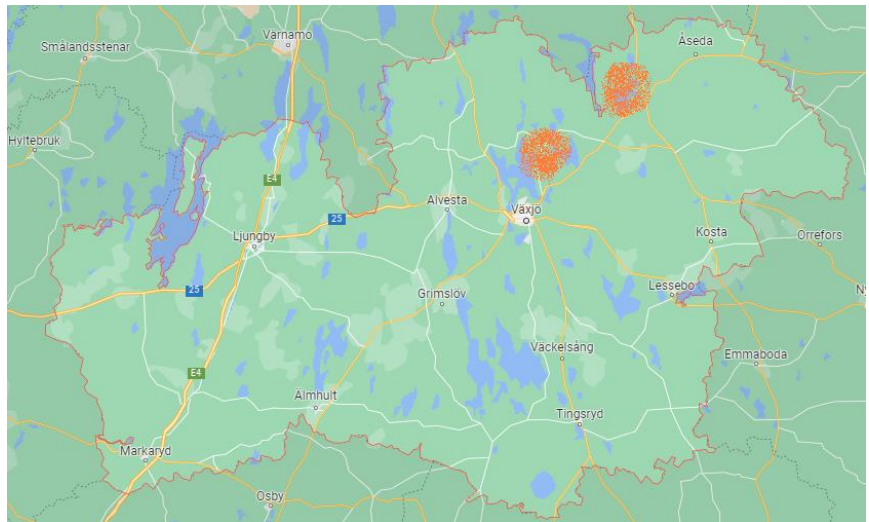 Värnamo
Smålandsstenar
Åseda
Hyltebruk
E4
Alvesta
25
Växjö
Ljungby
Kosta
Orrefors
25
Grimslöv
Lessebo
Väckelsång
Emmaboda
E4
Älmhult
Tingsryd
Markaryd
Osby